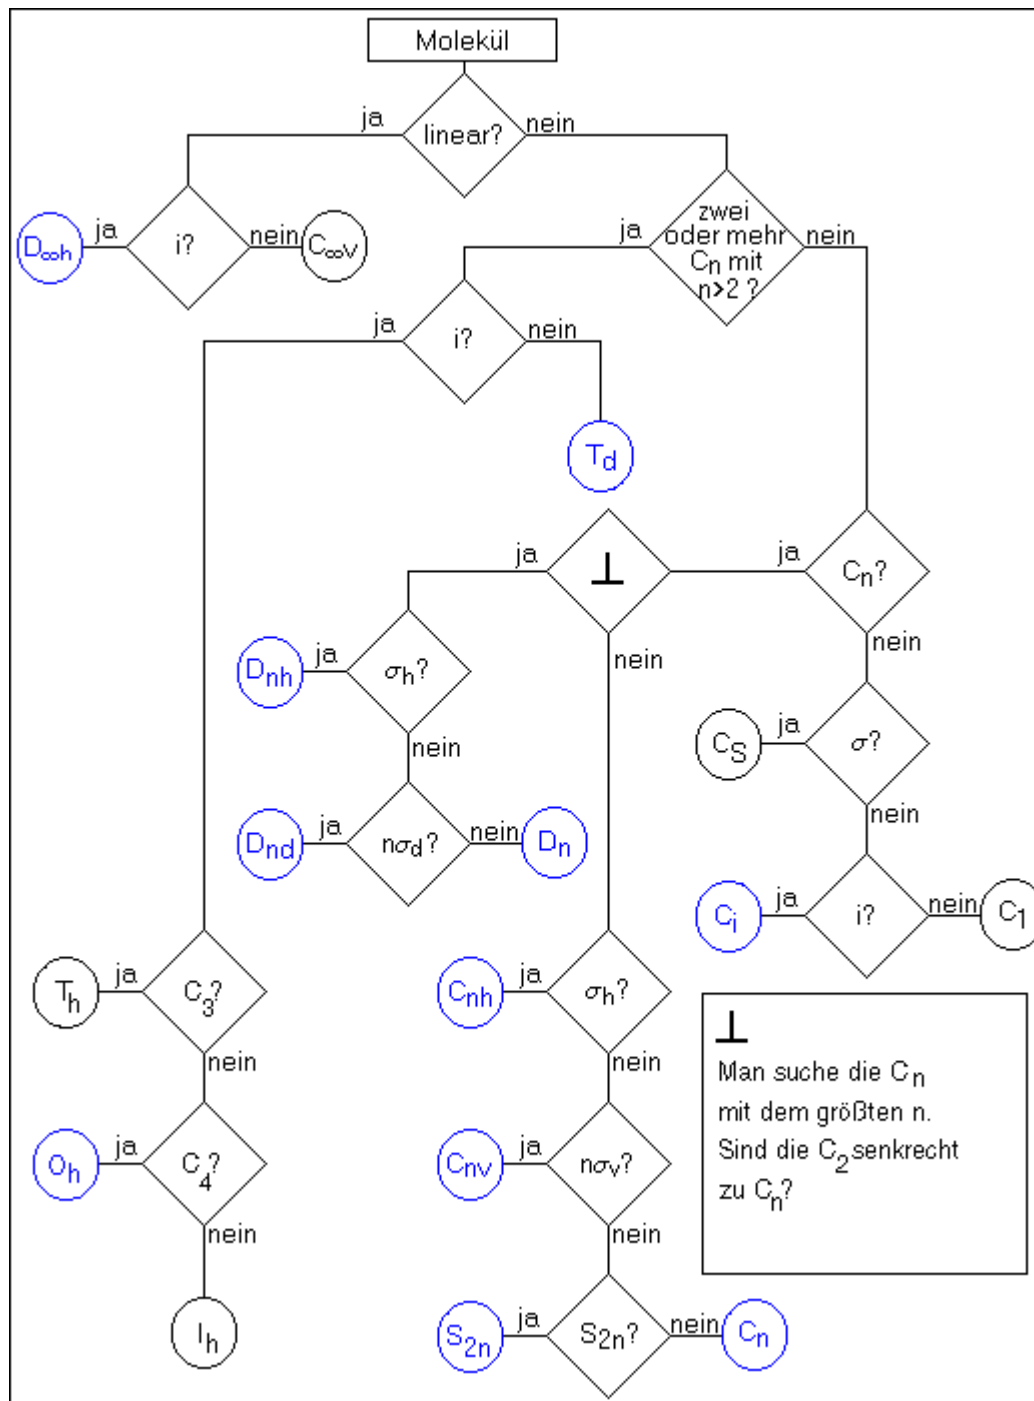 Molekül
ja
linear?
nein
D∞h
ja
i?
nein
C∞v
ja
zwei
oder mehr
Cn mit
n>2 ?
nein
ja
i?
nein
Td
ja
⊥
ja
Cn?
nein
nein
Dnh
ja
σh?
nein
CS
ja
σ?
nein
Dnd
ja
nσd?
nein
Dn
Ci
ja
i?
nein
C1
Th
ja
C3?
nein
Cnh
ja
σh?
nein
Oh
ja
C4?
nein
Cnv
ja
nσv?
nein
Ih
S2n
ja
S2n?
nein
Cn
⊥
Man suche die Cn
mit dem größten n.
Sind die C2senkrecht
zu Cn?